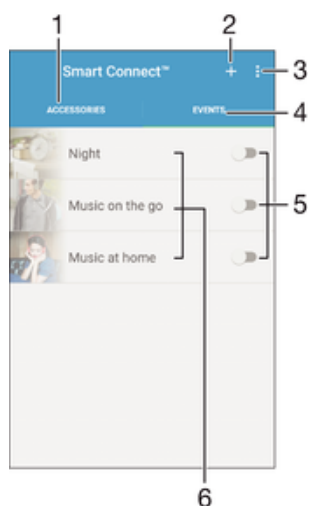 1
2
Smart Connect™
+
3
ACCESSORIES
EVENTS
4
Night
Music on the go
5
Music at home
6